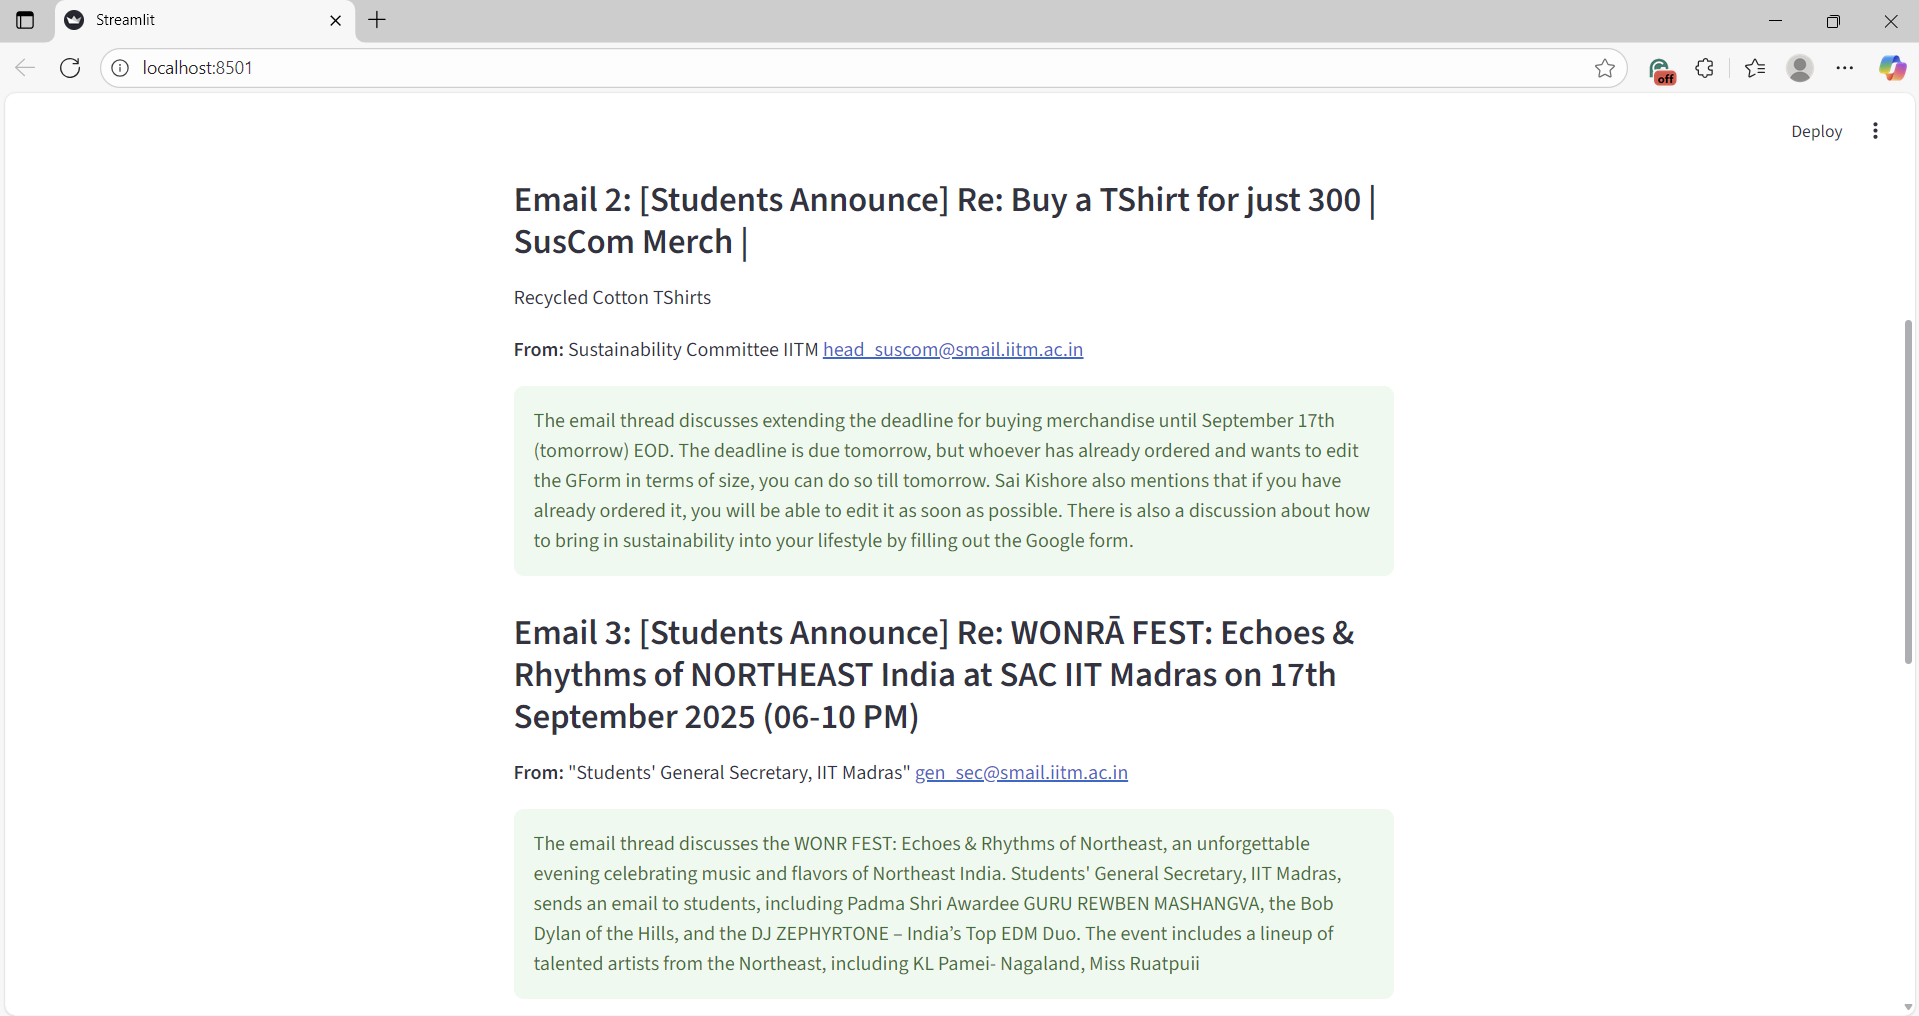 Streamlit
localhost:8501
off
Deploy
Email 2: [Students Announce] Re: Buy a TShirt for just 300 |
SusCom Merch |
Recycled Cotton TShirts
From: Sustainability Committee IITM head_suscom@smail.iitm.ac.in
The email thread discusses extending the deadline for buying merchandise until September 17th
(tomorrow) EOD. The deadline is due tomorrow, but whoever has already ordered and wants to edit
the GForm in terms of size, you can do so till tomorrow. Sai Kishore also mentions that if you have
already ordered it, you will be able to edit it as soon as possible. There is also a discussion about how
to bring in sustainability into your lifestyle by filling out the Google form.
Email 3: [Students Announce] Re: WONRĀ FEST: Echoes &
Rhythms of NORTHEAST India at SAC IIT Madras on 17th
September 2025 (06-10 PM)
From: "Students' General Secretary, IIT Madras" gen_sec@smail.iitm.ac.in
The email thread discusses the WONR FEST: Echoes & Rhythms of Northeast, an unforgettable
evening celebrating music and flavors of Northeast India. Students' General Secretary, IIT Madras,
sends an email to students, including Padma Shri Awardee GURU REWBEN MASHANGVA, the Bob
Dylan of the Hills, and the DJ ZEPHYRTONE – India’s Top EDM Duo. The event includes a lineup of
talented artists from the Northeast, including KL Pamei- Nagaland, Miss Ruatpuii